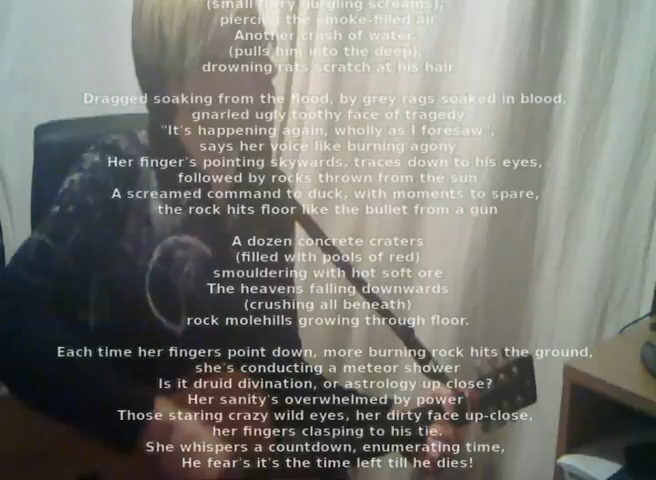 (small furry gurgling screams),
piercing the smoke-filled air
Another crash of water,
(pulls him into the deep),
drowning rats scratch at his hair
Dragged soaking from the flood, by grey rags soaked in blood,
gnarled ugly toothy face of tragedy
"It's happening again, wholly as I foresaw",
says her voice like burning agony
Her finger's pointing skywards, traces down to his eyes,
followed by rocks thrown from the sun
A screamed command to duck, with moments to spare,
the rock hits floor like the bullet from a gun
A dozen concrete craters
(filled with pools of red)
smouldering with hot soft ore
The heavens falling downwards
(crushing all beneath)
rock molehills growing through floor.
Each time her fingers point down, more burning rock hits the ground,
she's conducting a meteor shower
Is it druid divination, or astrology up close?
Her sanity's overwhelmed by power
Those staring crazy wild eyes, her dirty face up-close,
her fingers clasping to his tie.
She whispers a countdown, enumerating time,
He fear's it's the time left till he dies!